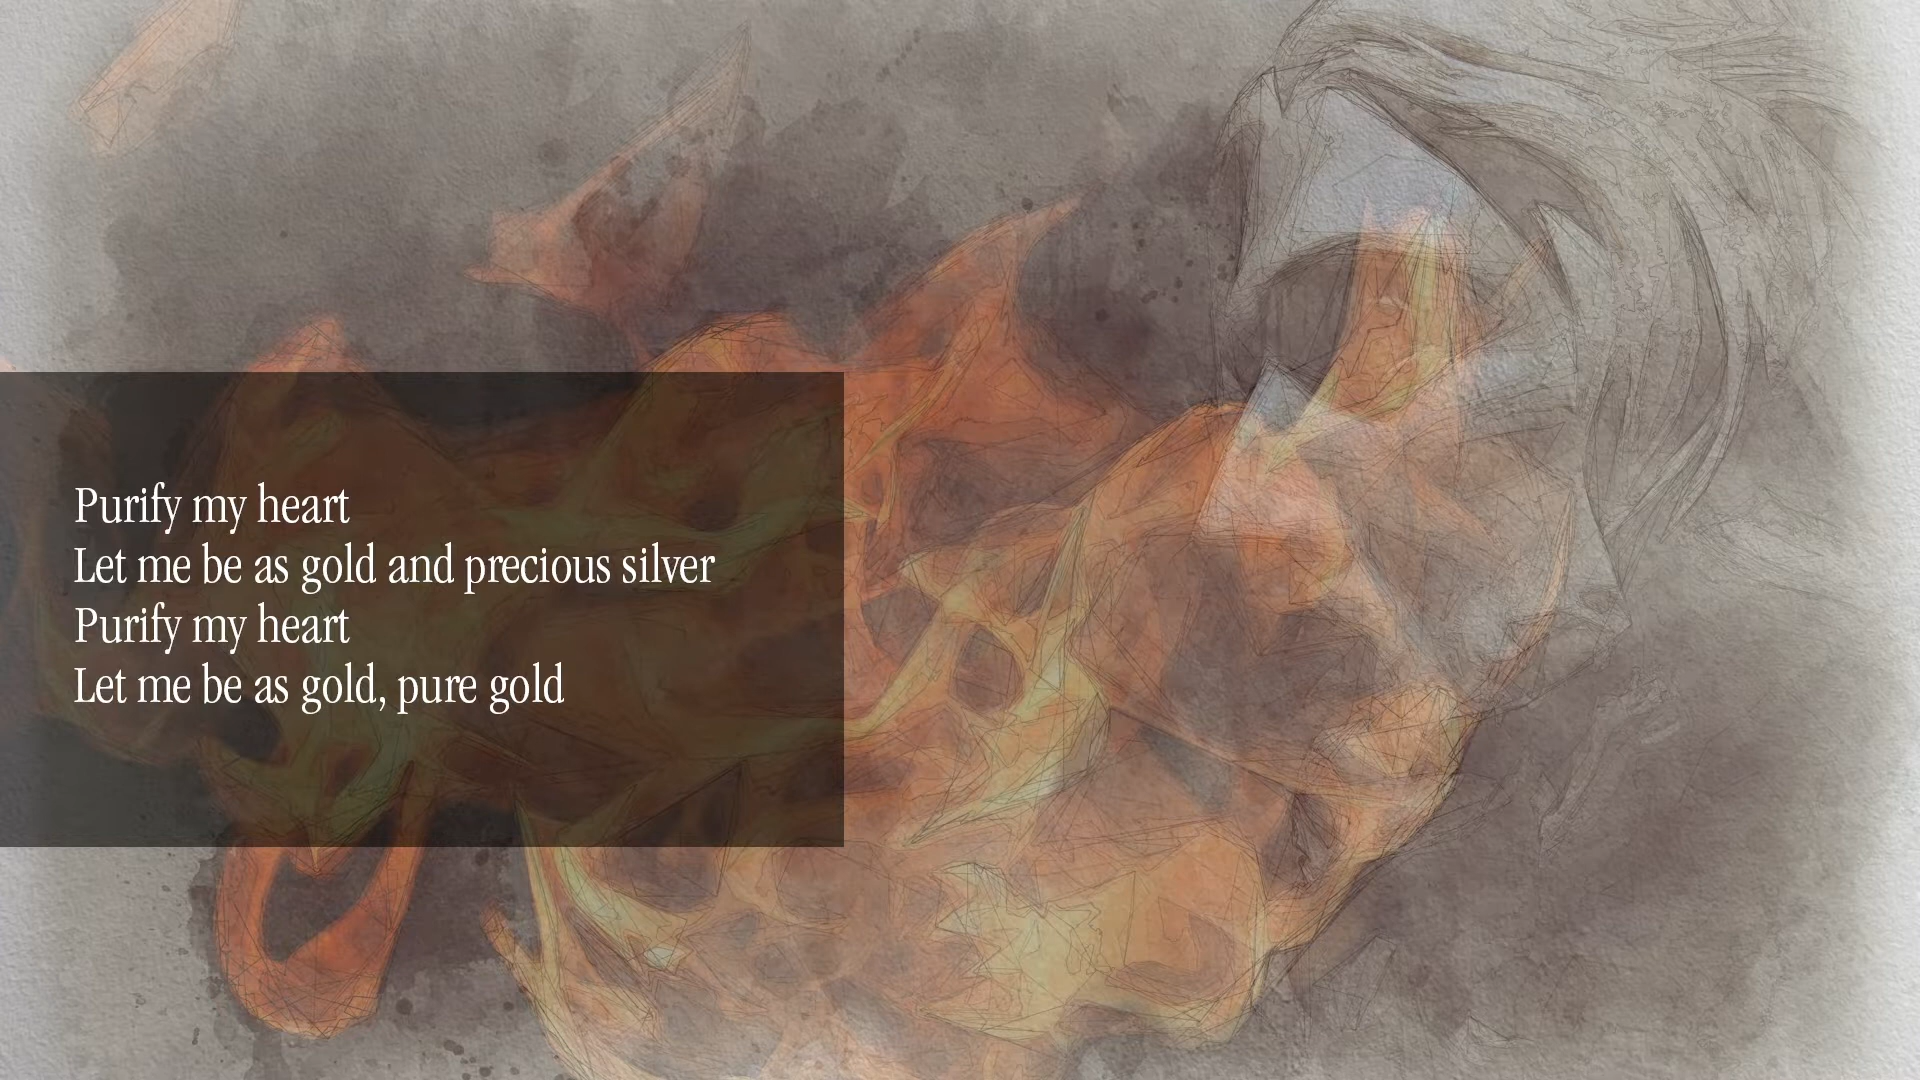 Purify my heart
Let me be as gold and precious silver
Purify my heart
Let me be as gold, pure gold